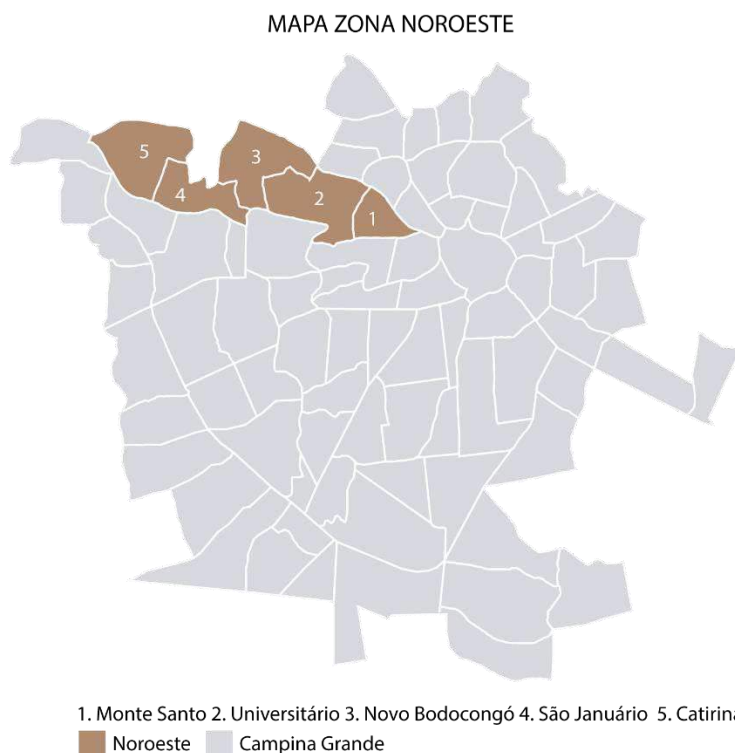 MAPA ZONA NOROESTE
5
3
4
2
1
1. Monte Santo 2. Universitário 3. Novo Bodocongó 4. São Januário 5. Catirina
Noroeste Campina Grande